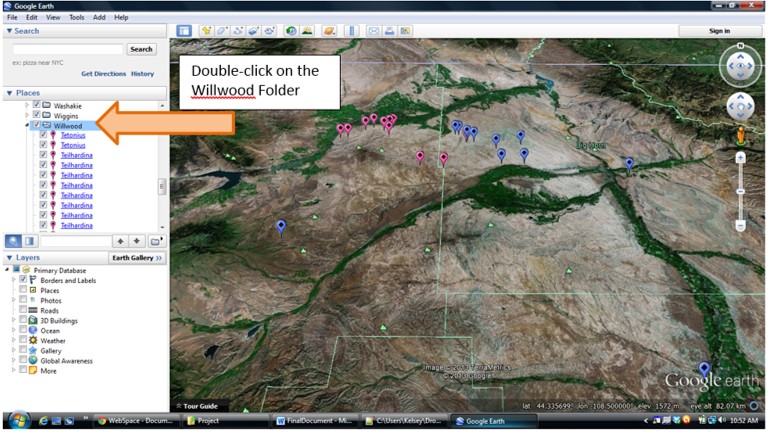 Google Earth
File Edit View Tools Add Help
Search
Search
ex: pizza near NYC
Get Directions History
Places
Washakie
Wiggins
Willwood
Tetonius
Tetonius
Teilhardina
Teilhardina
Teilhardina
Teilhardina
Teilhardina
Teilhardina
Teilhardina
Teilhardina
Layers
Earth Gallery >>
Primary Database
Borders and Labels
Places
Photos
Roads
3D Buildings
Ocean
Weather
Gallery
Global Awareness
More
Sign in
Double-click on the
Willwood Folder
N
Big Horn
Image © 2013 TerraMetrics
© 2013 Google
Google earth
Tour Guide
lat 44.335699° lon -108.500000° elev 1572 m eye alt 82.07 km
WebSpace - Docum...
Project
FinalDocument - Mi...
C:\Users\Kelsey\Dro...
Google Earth
10:52 AM